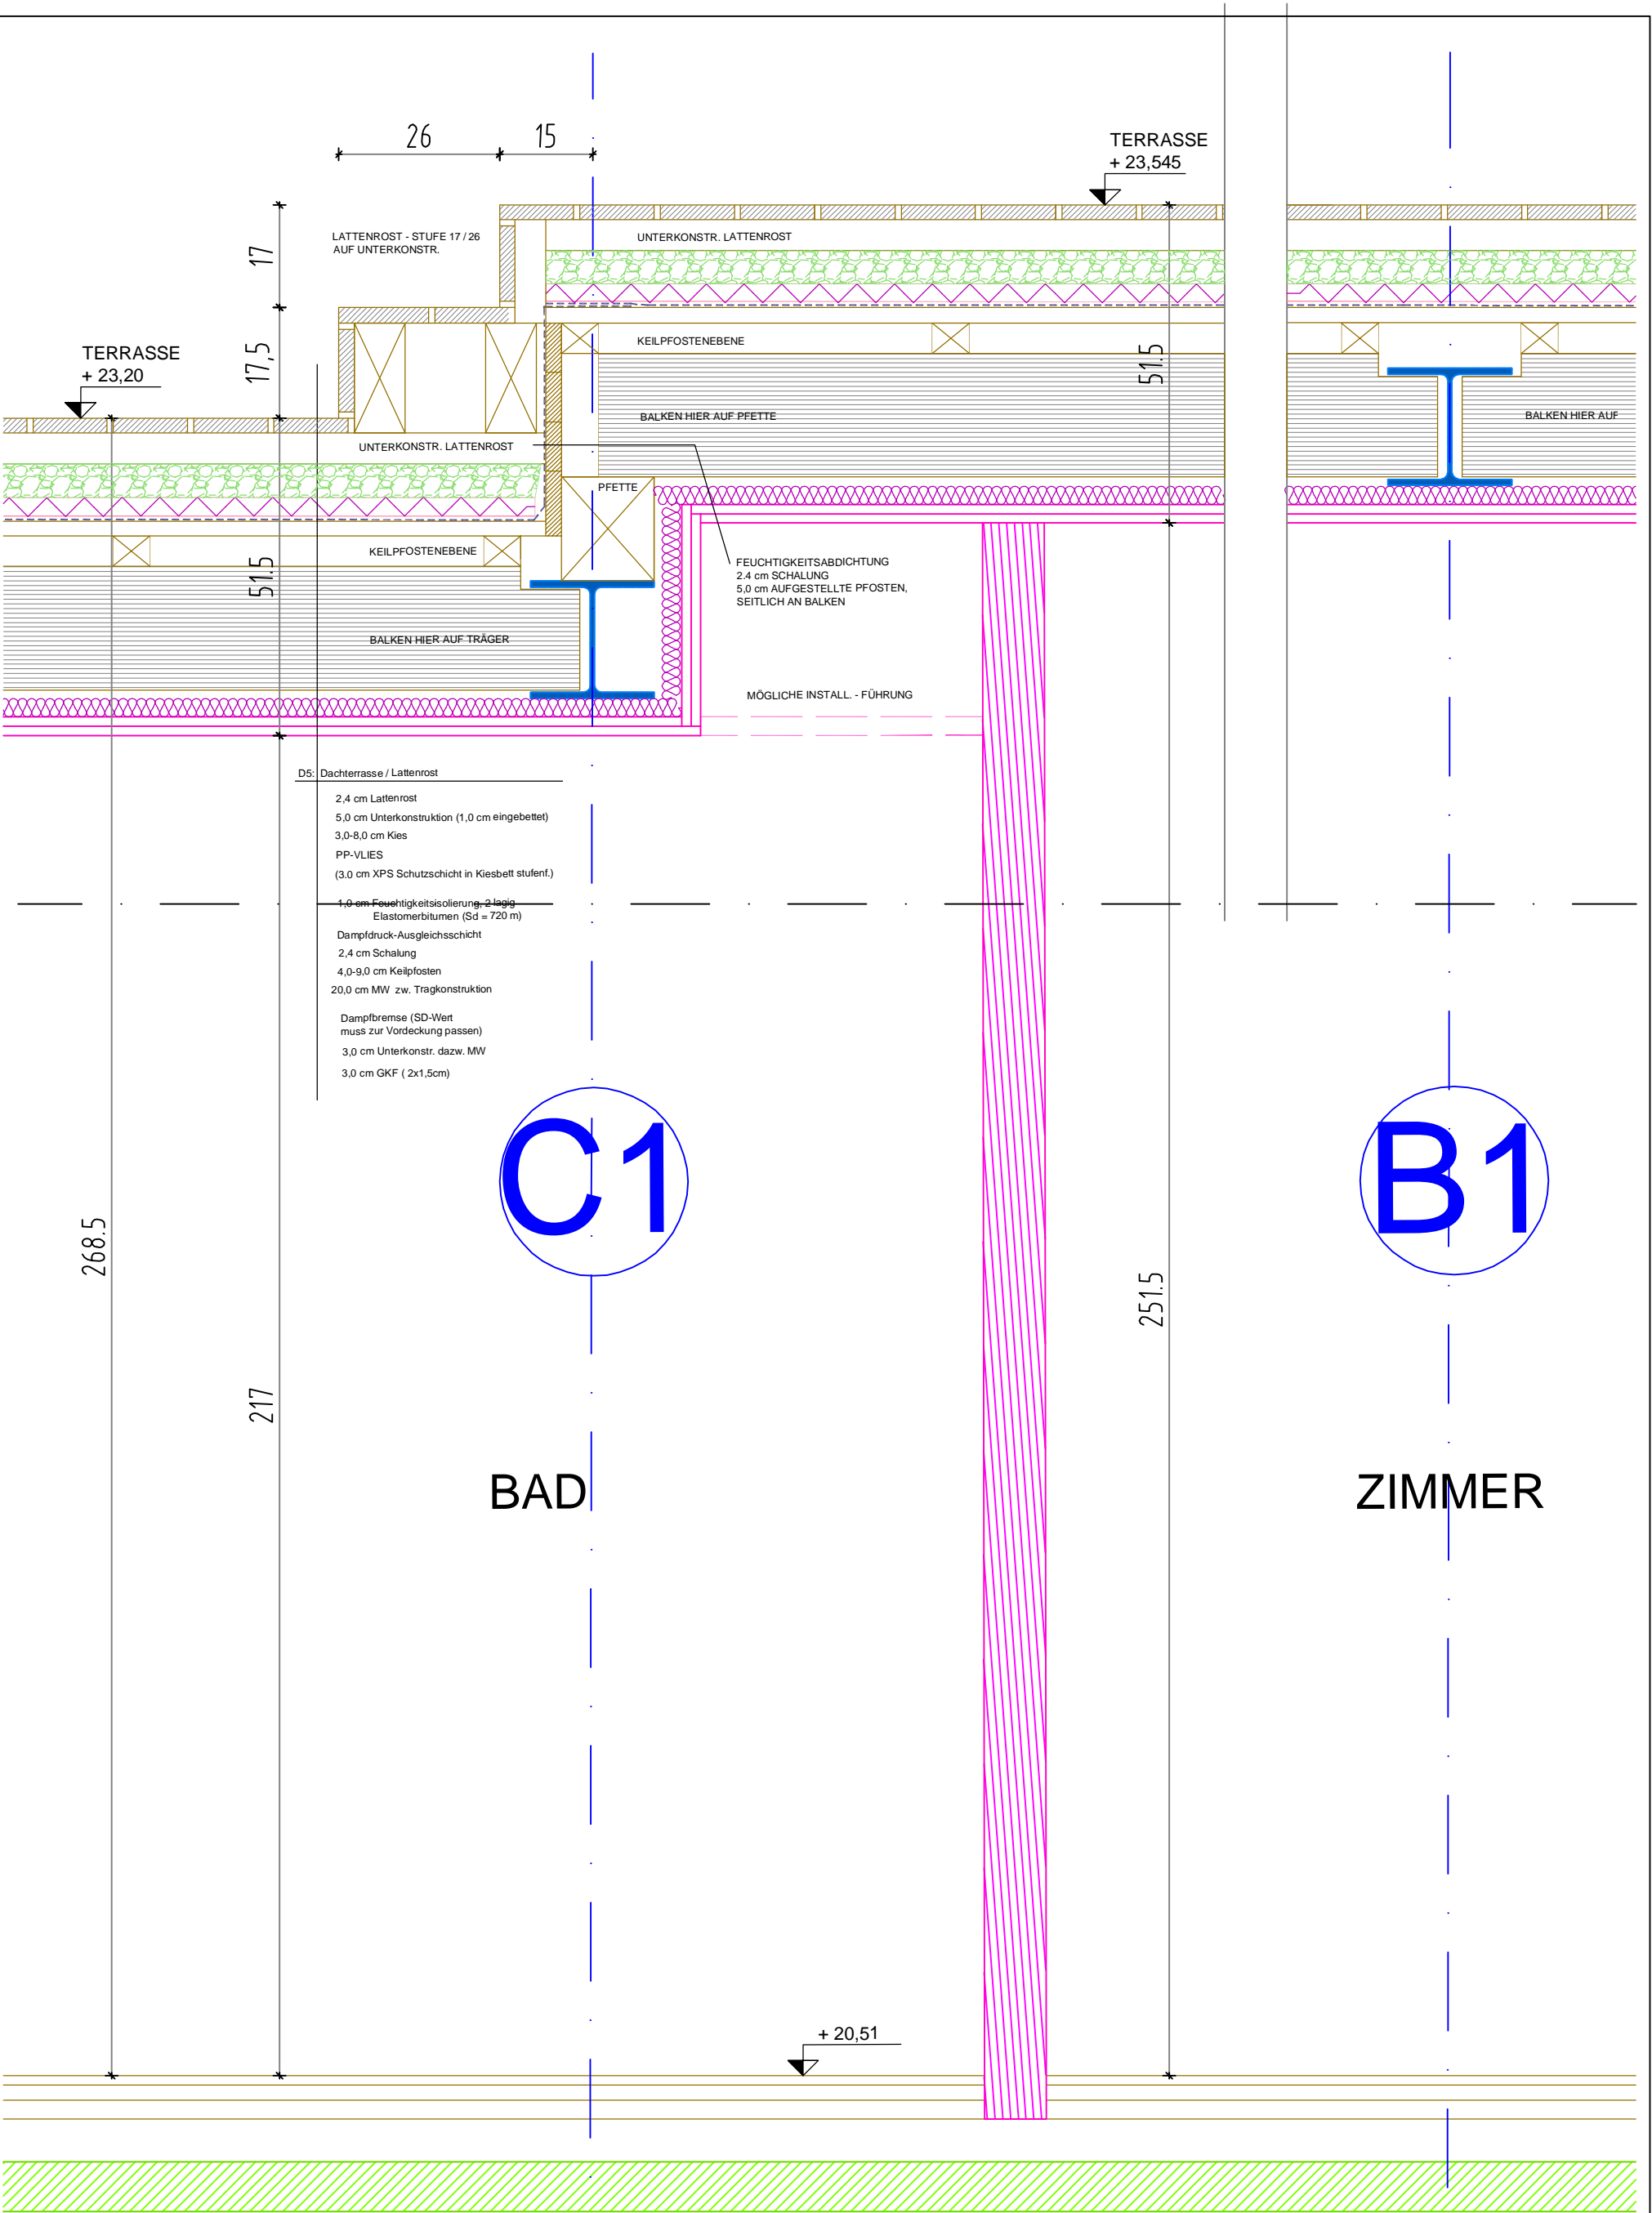 26
15
TERRASSE
+ 23,545
17
LATTENROST - STUFE 17 / 26
AUF UNTERKONSTR.
UNTERKONSTR. LATTENROST
TERRASSE
+ 23,20
17,5
KEILPFOSTENEBENE
51.5
BALKEN HIER AUF PFETTE
BALKEN HIER AUF
UNTERKONSTR. LATTENROST
PFETTE
KEILPFOSTENEBENE
51.5
FEUCHTIGKEITSABDICHTUNG
2.4 cm SCHALUNG
5,0 cm AUFGESTELLTE PFOSTEN,
SEITLICH AN BALKEN
BALKEN HIER AUF TRÄGER
MÖGLICHE INSTALL. - FÜHRUNG
D5: Dachterrasse / Lattenrost
2,4 cm Lattenrost
5,0 cm Unterkonstruktion (1,0 cm eingebettet)
3,0-8,0 cm Kies
PP-VLIES
(3.0 cm XPS Schutzschicht in Kiesbett stufenf.)
1,0 cm Feuchtigkeitsisolierung, 2 lagig
Elastomerbitumen (Sd = 720 m)
Dampfdruck-Ausgleichsschicht
2,4 cm Schalung
4,0-9,0 cm Keilpfosten
20,0 cm MW zw. Tragkonstruktion
Dampfbremse (SD-Wert
muss zur Vordeckung passen)
3,0 cm Unterkonstr. dazw. MW
3,0 cm GKF ( 2x1,5cm)
C1
B1
268.5
251.5
217
BAD
ZIMMER
+ 20,51